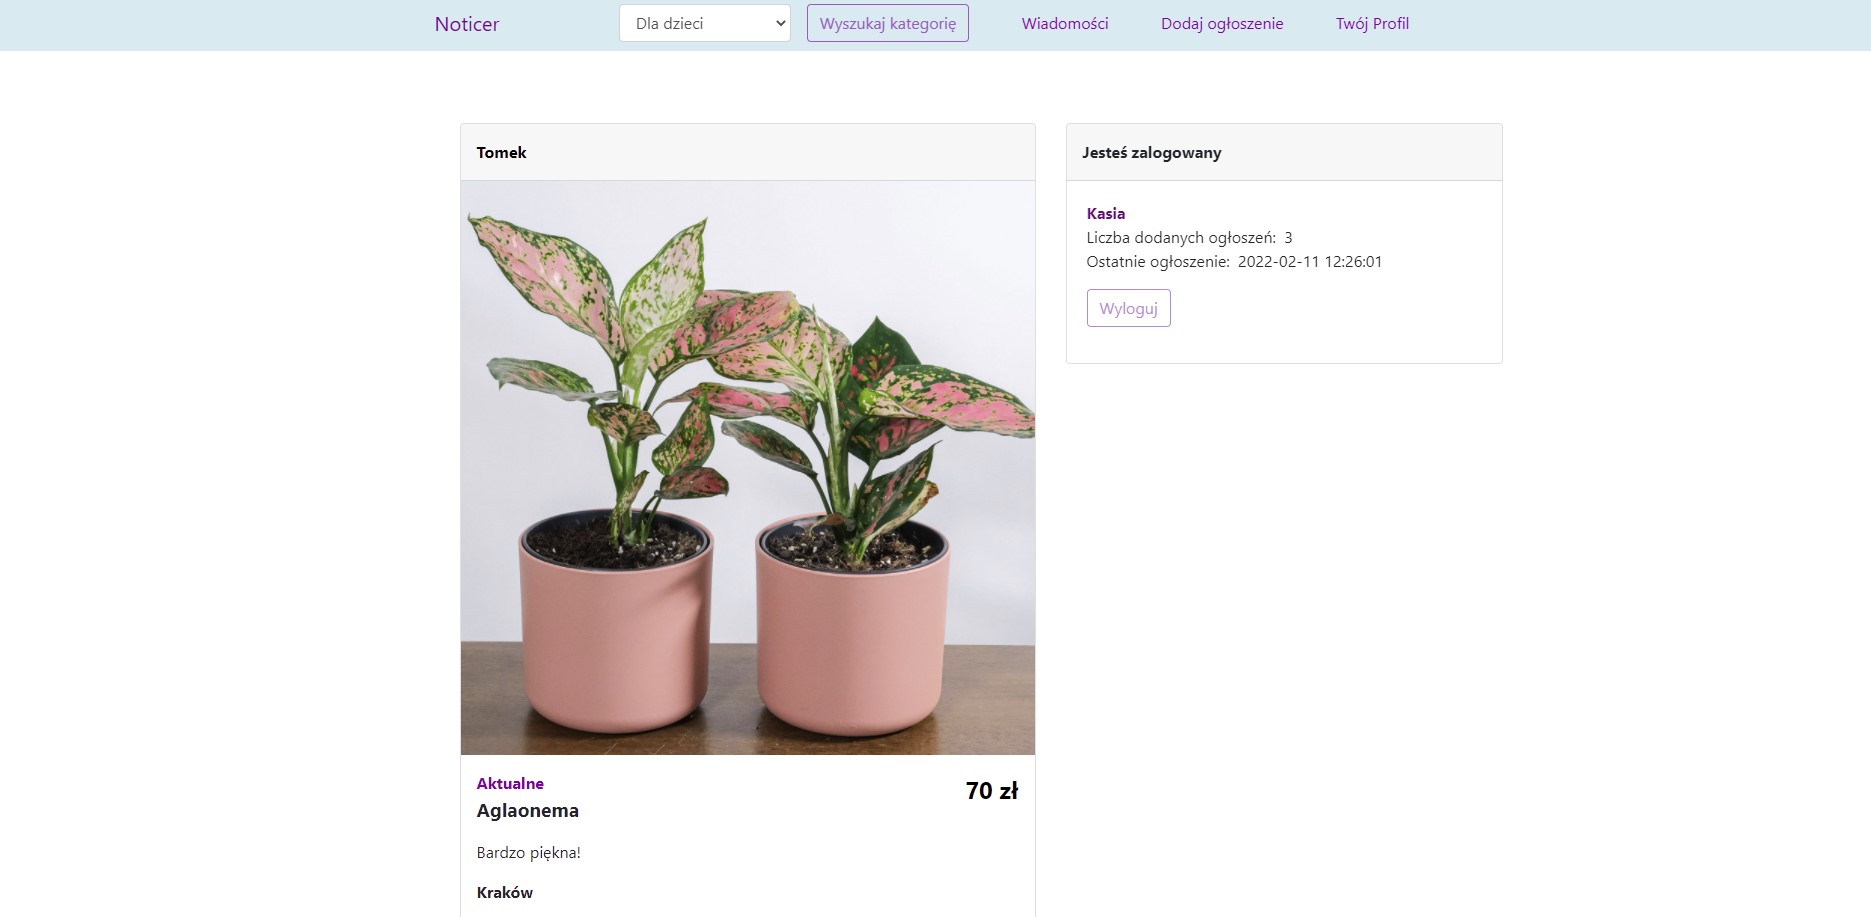 Noticer Dla dzieci Wyszukaj kategorię Wiadomości Dodaj ogłoszenie Twój Profil
Tomek
Aktualne
70 zł
Aglaonema
Bardzo piękna!
Kraków
Jesteś zalogowany
Kasia
Liczba dodanych ogłoszeń: 3
Ostatnie ogłoszenie: 2022-02-11 12:26:01
Wyloguj